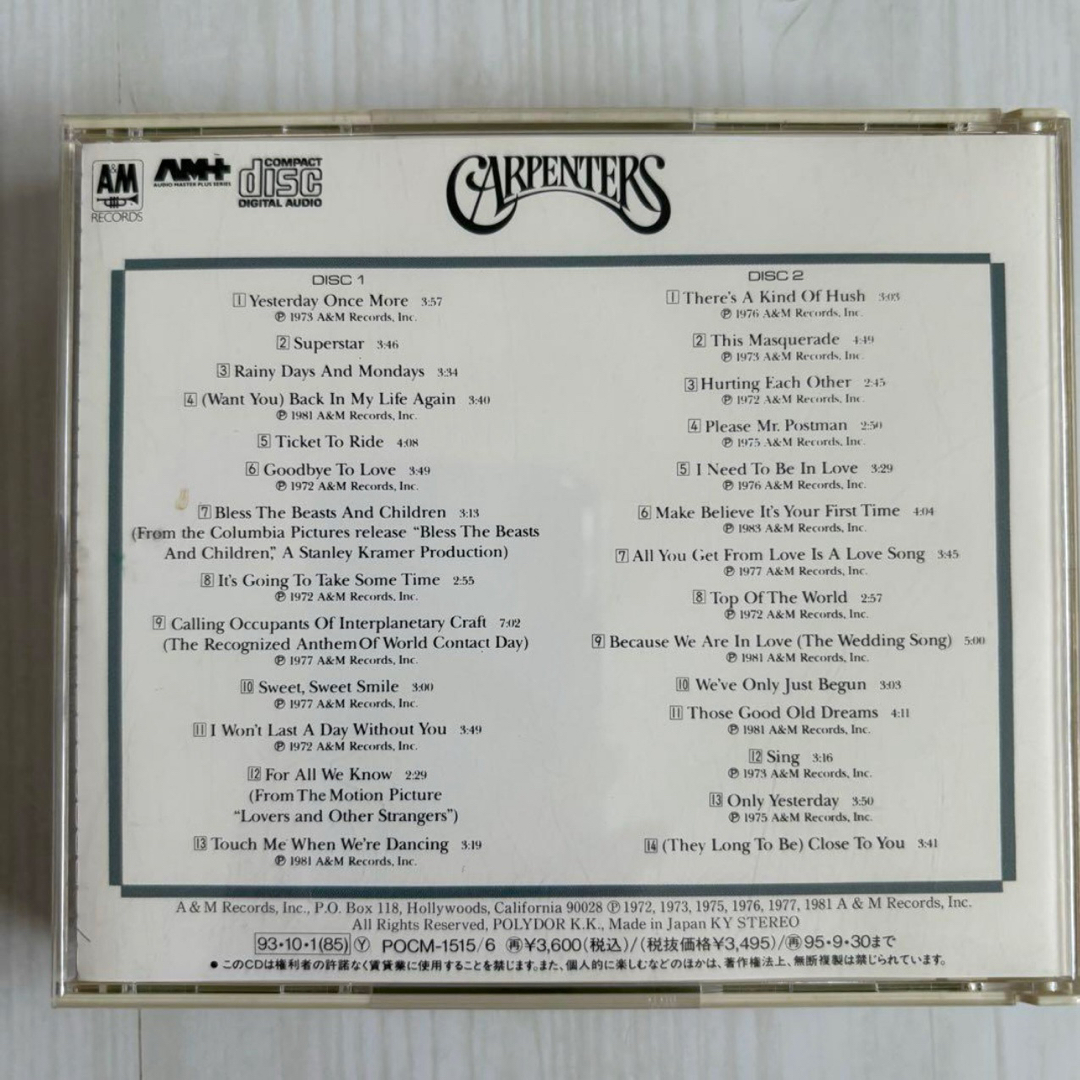 A&M
RECORDS
AM+
AUDIO MASTER PLUS SERIES
COMPACT
disc
DIGITAL AUDIO
CARPENTERS
DISC 1
1 Yesterday Once More 3:57
℗ 1973 A&M Records, Inc.
2 Superstar 3:46
3 Rainy Days And Mondays 3:34
4 (Want You) Back In My Life Again 3:40
℗ 1981 A&M Records, Inc.
5 Ticket To Ride 4:08
6 Goodbye To Love 3:49
℗ 1972 A&M Records, Inc.
7 Bless The Beasts And Children 3:13
(From the Columbia Pictures release "Bless The Beasts
And Children," A Stanley Kramer Production)
8 It's Going To Take Some Time 2:55
℗ 1972 A&M Records, Inc.
9 Calling Occupants Of Interplanetary Craft 7:02
(The Recognized Anthem Of World Contact Day)
℗ 1977 A&M Records, Inc.
10 Sweet, Sweet Smile 3:00
℗ 1977 A&M Records, Inc.
11 I Won't Last A Day Without You 3:49
℗ 1972 A&M Records, Inc.
12 For All We Know 2:29
(From The Motion Picture
"Lovers and Other Strangers")
13 Touch Me When We're Dancing 3:19
℗ 1981 A&M Records, Inc.
DISC 2
1 There's A Kind Of Hush 3:03
℗ 1976 A&M Records, Inc.
2 This Masquerade 4:49
℗ 1973 A&M Records, Inc.
3 Hurting Each Other 2:45
℗ 1972 A&M Records, Inc.
4 Please Mr. Postman 2:50
℗ 1975 A&M Records, Inc.
5 I Need To Be In Love 3:29
℗ 1976 A&M Records, Inc.
6 Make Believe It's Your First Time 4:04
℗ 1983 A&M Records, Inc.
7 All You Get From Love Is A Love Song 3:45
℗ 1977 A&M Records, Inc.
8 Top Of The World 2:57
℗ 1972 A&M Records, Inc.
9 Because We Are In Love (The Wedding Song) 5:00
℗ 1981 A&M Records, Inc.
10 We've Only Just Begun 3:03
11 Those Good Old Dreams 4:11
℗ 1981 A&M Records, Inc.
12 Sing 3:16
℗ 1973 A&M Records, Inc.
13 Only Yesterday 3:50
℗ 1975 A&M Records, Inc.
14 (They Long To Be) Close To You 3:41
A & M Records, Inc., P.O. Box 118, Hollywoods, California 90028 ℗ 1972, 1973, 1975, 1976, 1977, 1981 A & M Records, Inc.
All Rights Reserved, POLYDOR K.K., Made in Japan KY STEREO
93・10・1(85) Ⓨ POCM-1515/6 ㊢¥3,600(税込)/(税抜価格¥3,495)/㊢95・9・30まで
●このCDは権利者の許諾なく賃貸業に使用することを禁じます。また、個人的に楽しむなどのほかは、著作権法上、無断複製は禁じられています。